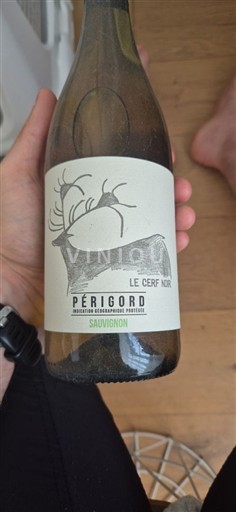 VINIOU
LE CERF NOIR
PÉRIGORD
INDICATION GÉOGRAPHIQUE PROTÉGÉE
SAUVIGNON